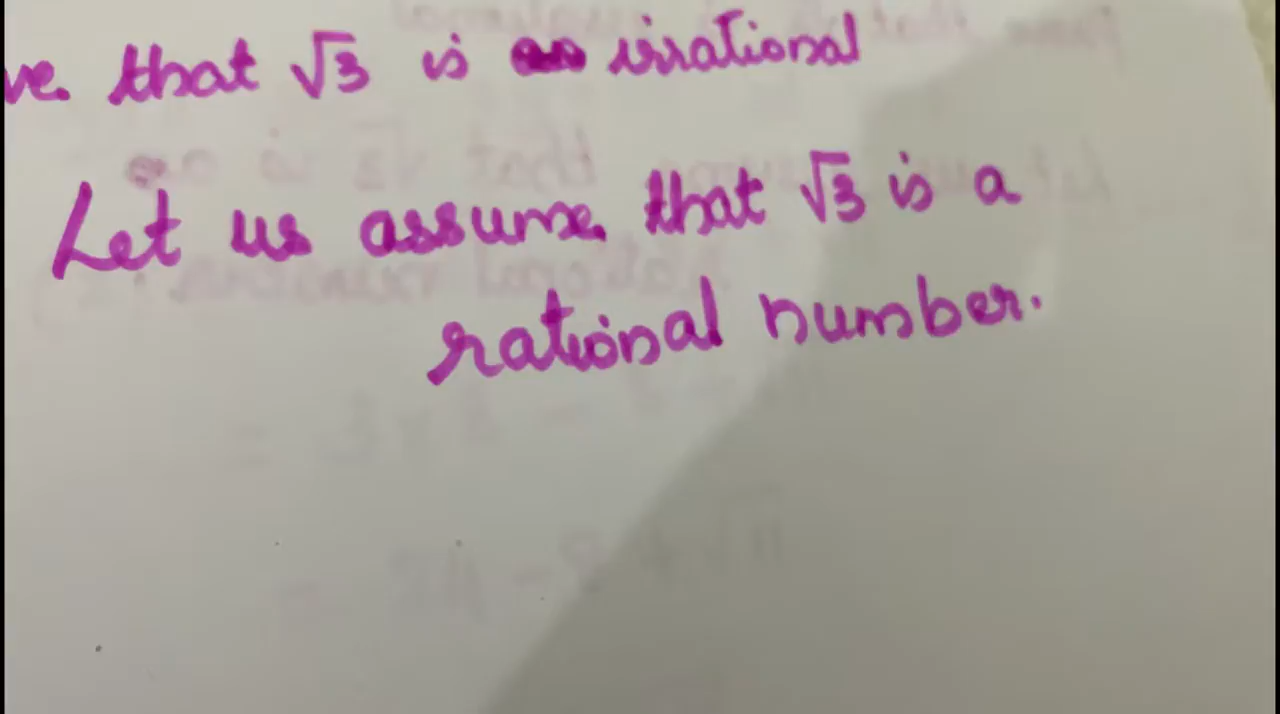 ve that √3 is irrational
Let us assume that √3 is a
rational number.